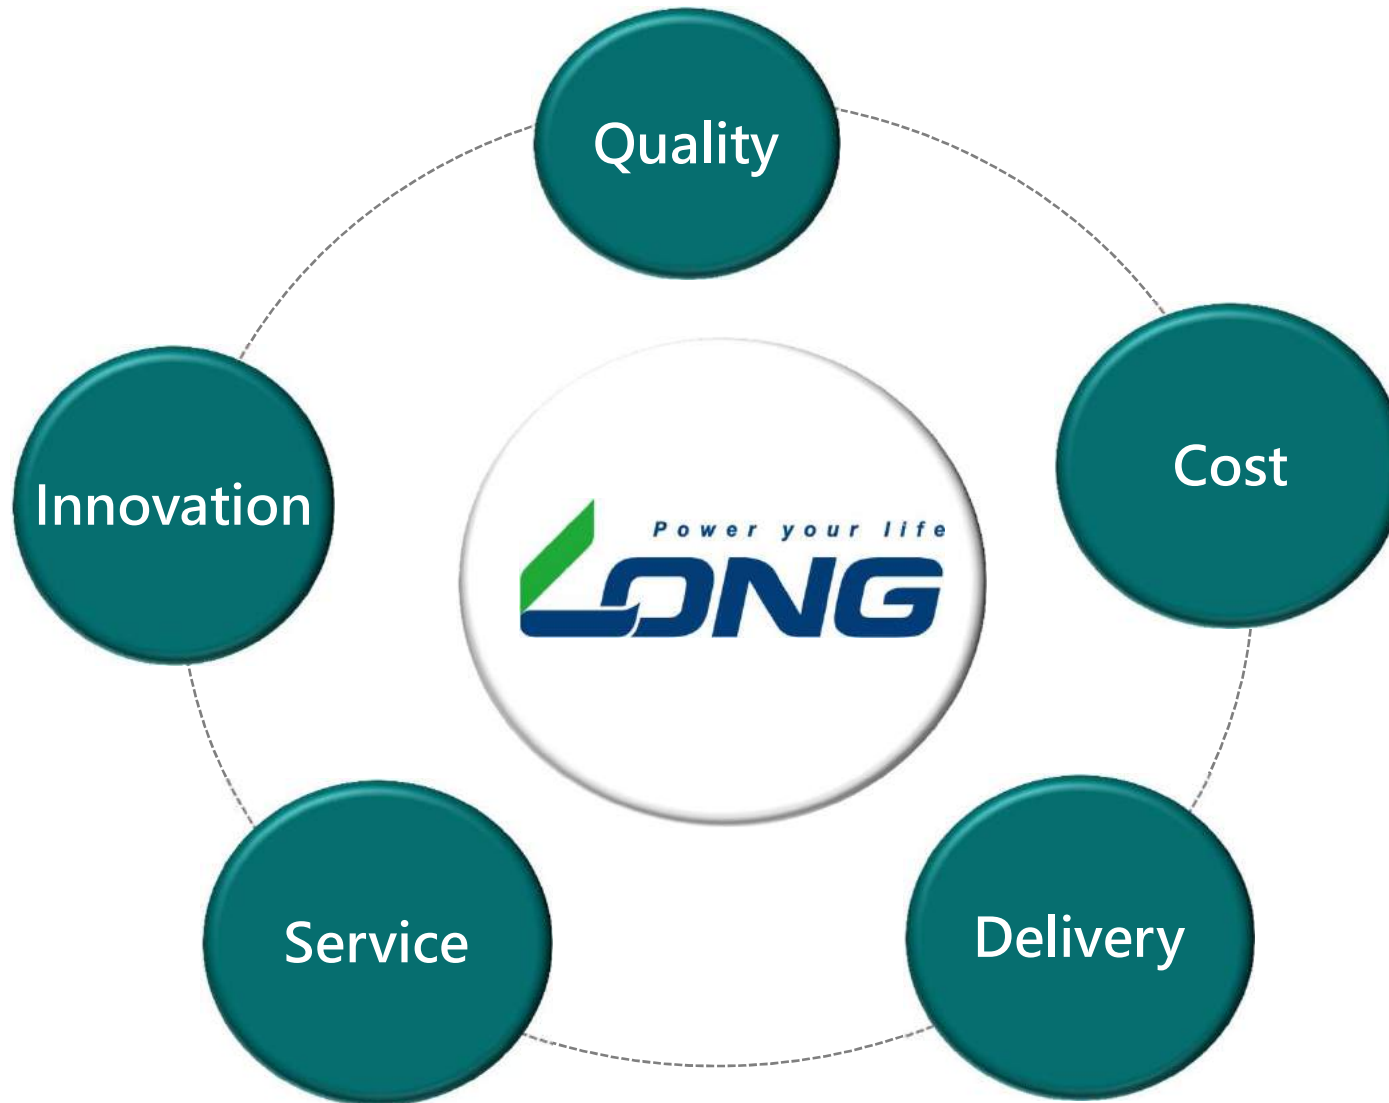 Quality
Cost
Innovation
Power your life
LONG
Service
Delivery